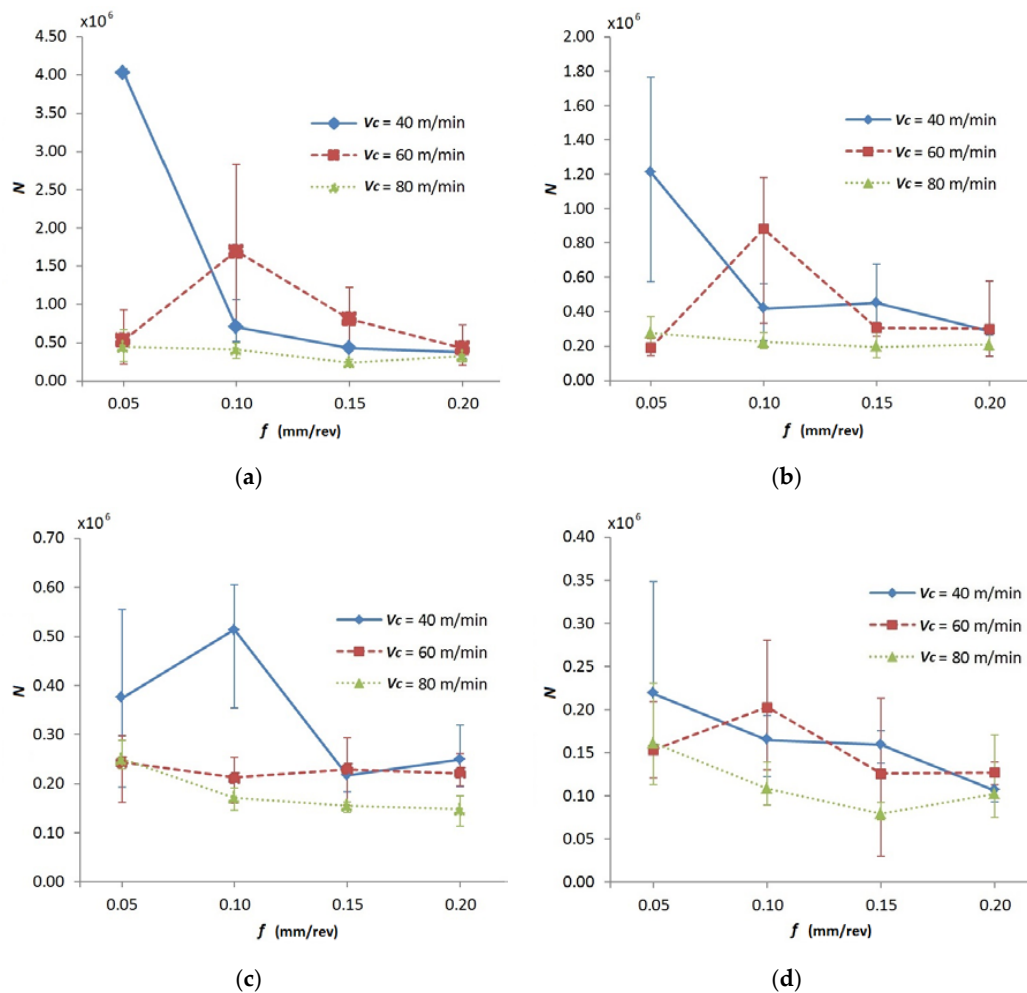 x10⁶
4.50
4.00
3.50
3.00
2.50
2.00
1.50
1.00
0.50
0.00
N
Vc = 40 m/min
Vc = 60 m/min
Vc = 80 m/min
0.05 0.10 0.15 0.20
f (mm/rev)
(a)
x10⁶
2.00
1.80
1.60
1.40
1.20
1.00
0.80
0.60
0.40
0.20
0.00
N
Vc = 40 m/min
Vc = 60 m/min
Vc = 80 m/min
0.05 0.10 0.15 0.20
f (mm/rev)
(b)
x10⁶
0.70
0.60
0.50
0.40
0.30
0.20
0.10
0.00
N
Vc = 40 m/min
Vc = 60 m/min
Vc = 80 m/min
0.05 0.10 0.15 0.20
f (mm/rev)
(c)
x10⁶
0.40
0.35
0.30
0.25
0.20
0.15
0.10
0.05
0.00
N
Vc = 40 m/min
Vc = 60 m/min
Vc = 80 m/min
0.05 0.10 0.15 0.20
f (mm/rev)
(d)